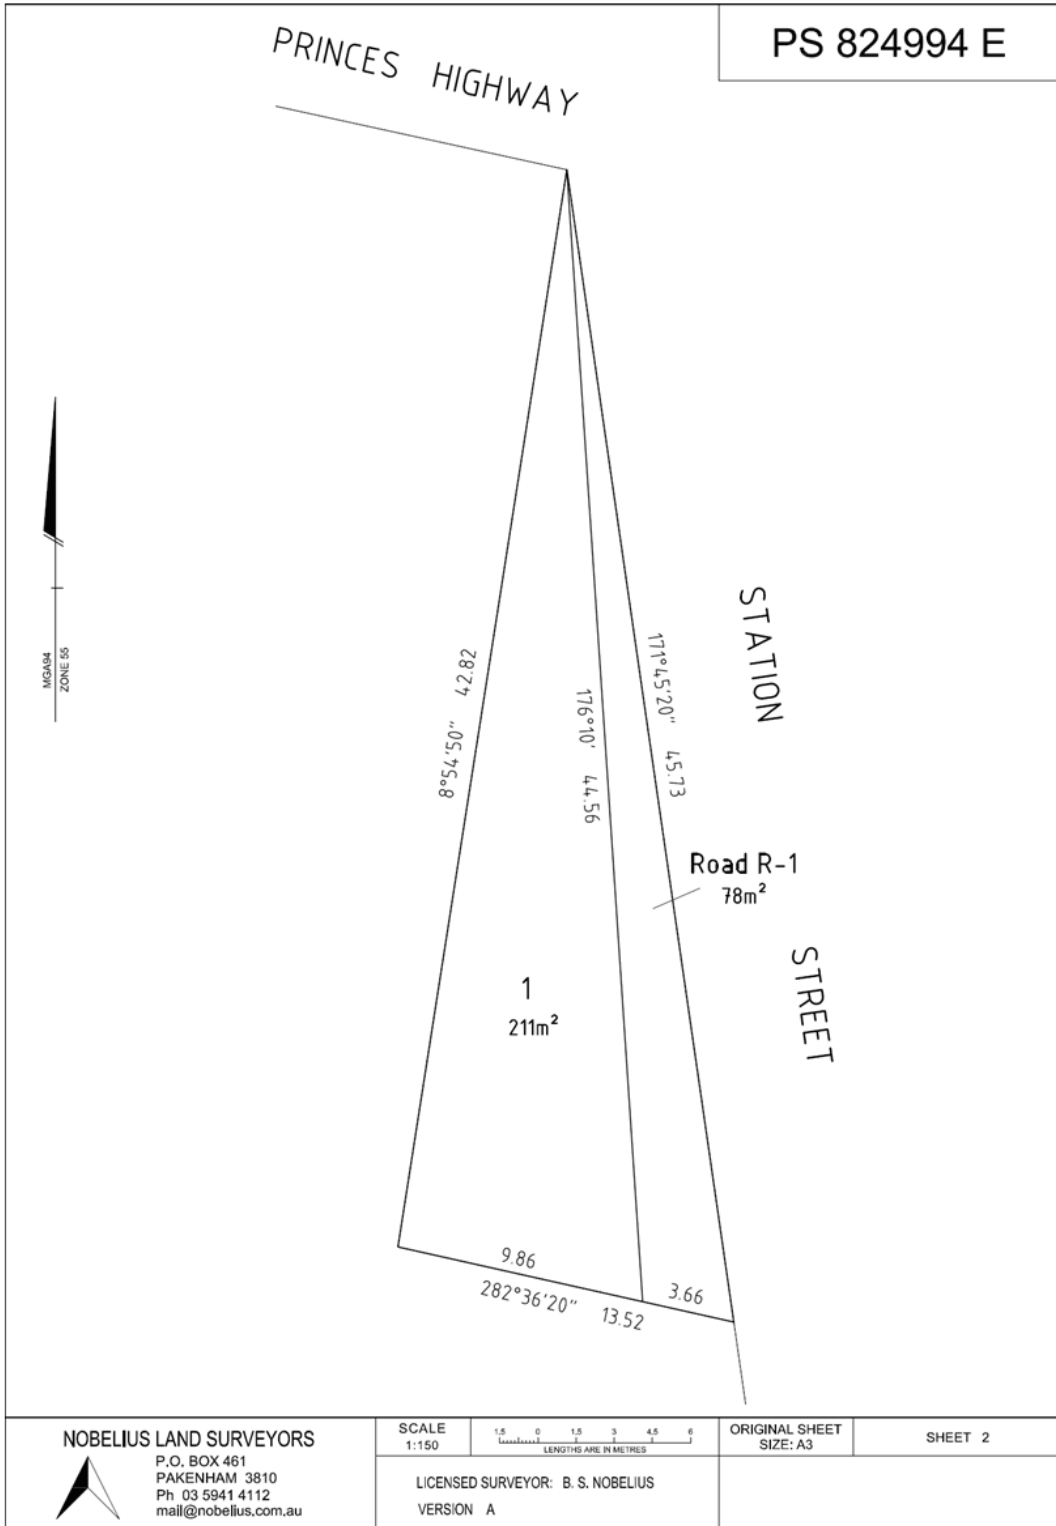 PS 824994 E
PRINCES HIGHWAY
MGA94
ZONE 55
8°54'50" 42.82
176°10' 44.56
171°45'20" 45.73
STATION
STREET
Road R-1
78m²
1
211m²
9.86
3.66
282°36'20" 13.52
NOBELIUS LAND SURVEYORS
P.O. BOX 461
PAKENHAM 3810
Ph 03 5941 4112
mail@nobelius.com.au
SCALE
1:150
1.5 0 1.5 3 4.5 6
LENGTHS ARE IN METRES
LICENSED SURVEYOR: B. S. NOBELIUS
VERSION A
ORIGINAL SHEET
SIZE: A3
SHEET 2